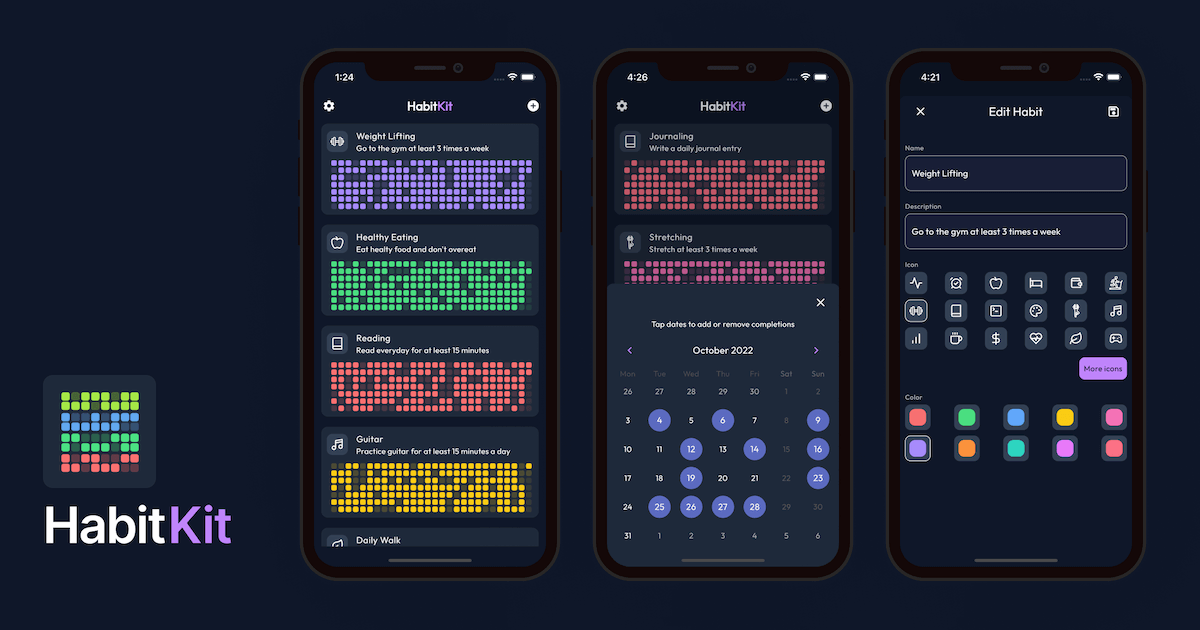 HabitKit
1:24
HabitKit
Weight Lifting
Go to the gym at least 3 times a week
Healthy Eating
Eat healty food and don't overeat
Reading
Read everyday for at least 15 minutes
Guitar
Practice guitar for at least 15 minutes a day
Daily Walk
4:26
HabitKit
Journaling
Write a daily journal entry
Stretching
Stretch at least 3 times a week
Tap dates to add or remove completions
October 2022
Mon Tue Wed Thu Fri Sat Sun
26 27 28 29 30 1 2
3 4 5 6 7 8 9
10 11 12 13 14 15 16
17 18 19 20 21 22 23
24 25 26 27 28 29 30
31 1 2 3 4 5 6
4:21
Edit Habit
Name
Weight Lifting
Description
Go to the gym at least 3 times a week
Icon
More icons
Color